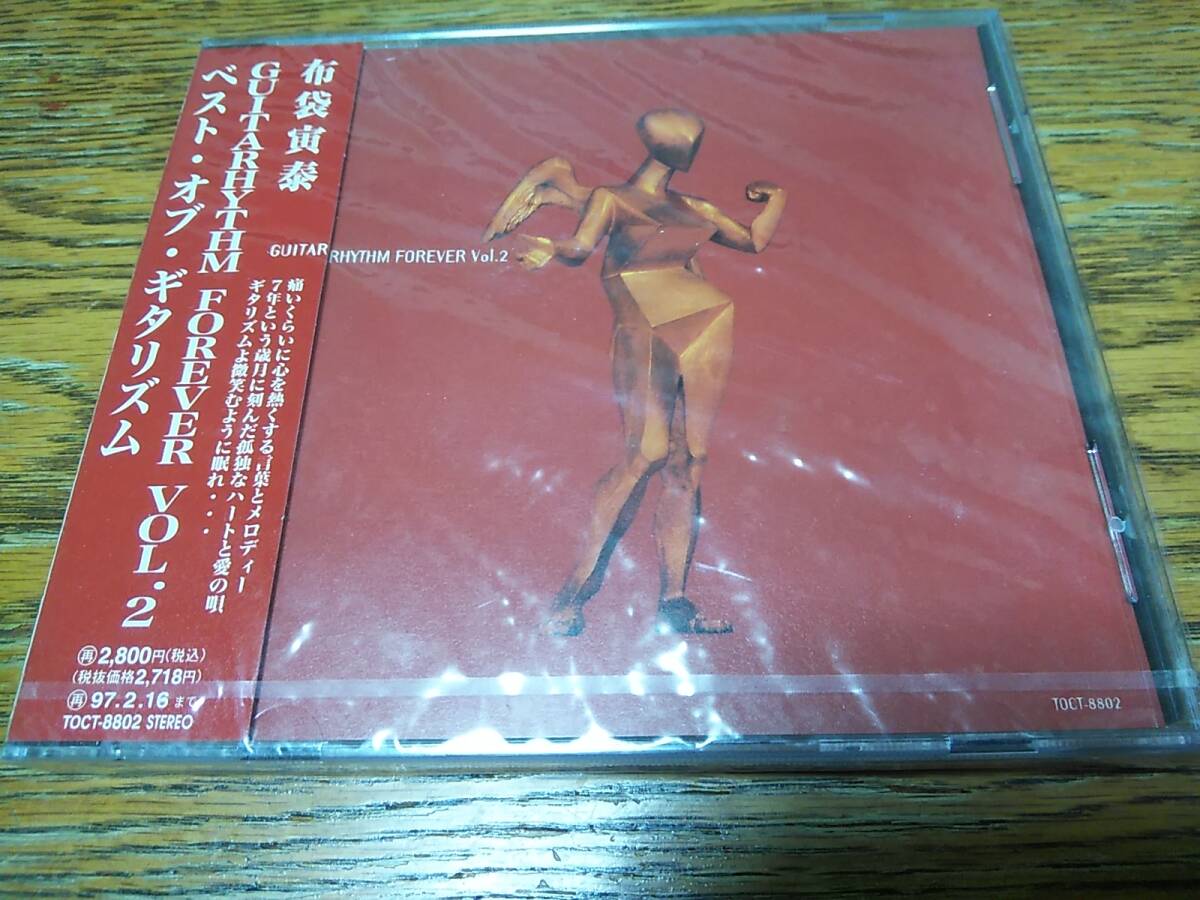 布袋寅泰
GUITARHYTHM FOREVER VOL.2
ベスト・オブ・ギタリズム
痛いくらいに心を熱くする言葉とメロディー
7年という歳月に刻んだ孤独なハートと愛の唄
ギタリズムよ微笑むように眠れ・・・
再 2,800円(税込)
(税抜価格2,718円)
再 97.2.16まで
TOCT-8802 STEREO
GUITARRHYTHM FOREVER Vol.2
TOCT-8802